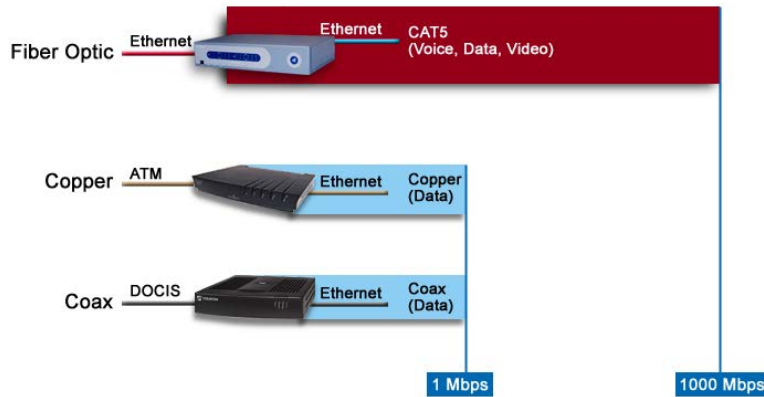 Fiber Optic
Ethernet
Ethernet
CAT5
(Voice, Data, Video)
Copper
ATM
Ethernet
Copper
(Data)
Coax
DOCIS
Ethernet
Coax
(Data)
1 Mbps
1000 Mbps